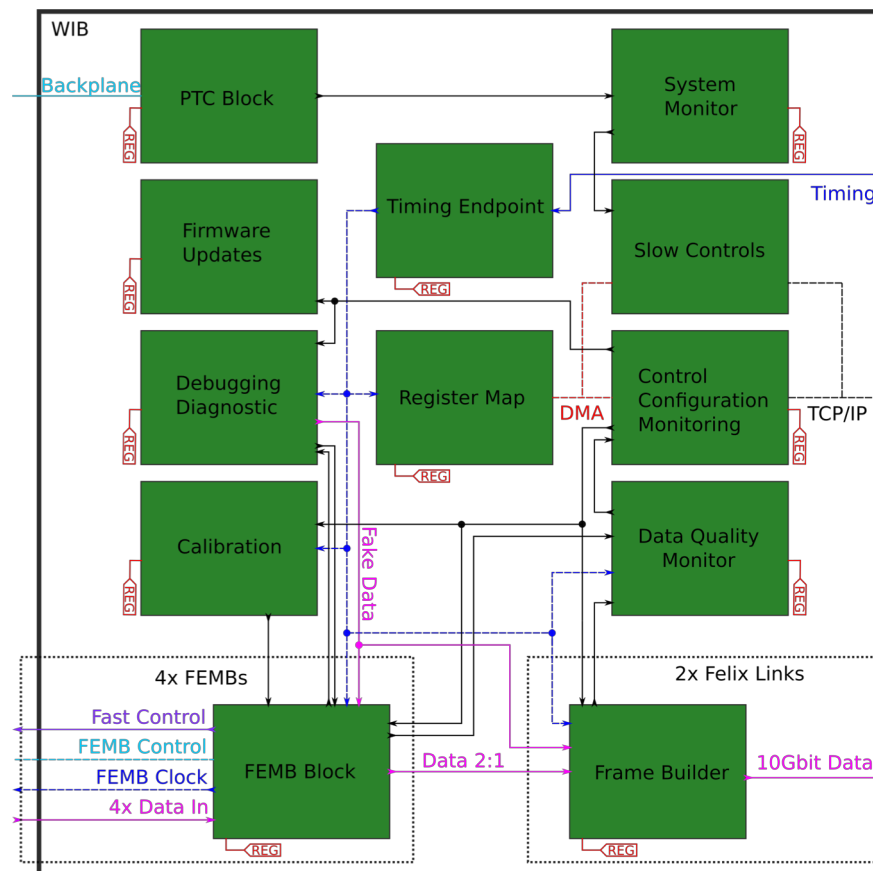 WIB
Backplane
PTC Block
System
Monitor
REG
REG
Timing Endpoint
Timing
Firmware
Updates
Slow Controls
REG
REG
Debugging
Diagnostic
Register Map
Control
Configuration
Monitoring
DMA
TCP/IP
REG
REG
REG
Calibration
Fake Data
Data Quality
Monitor
REG
REG
4x FEMBs
2x Felix Links
Fast Control
FEMB Control
FEMB Clock
4x Data In
FEMB Block
Data 2:1
Frame Builder
10Gbit Data
REG
REG